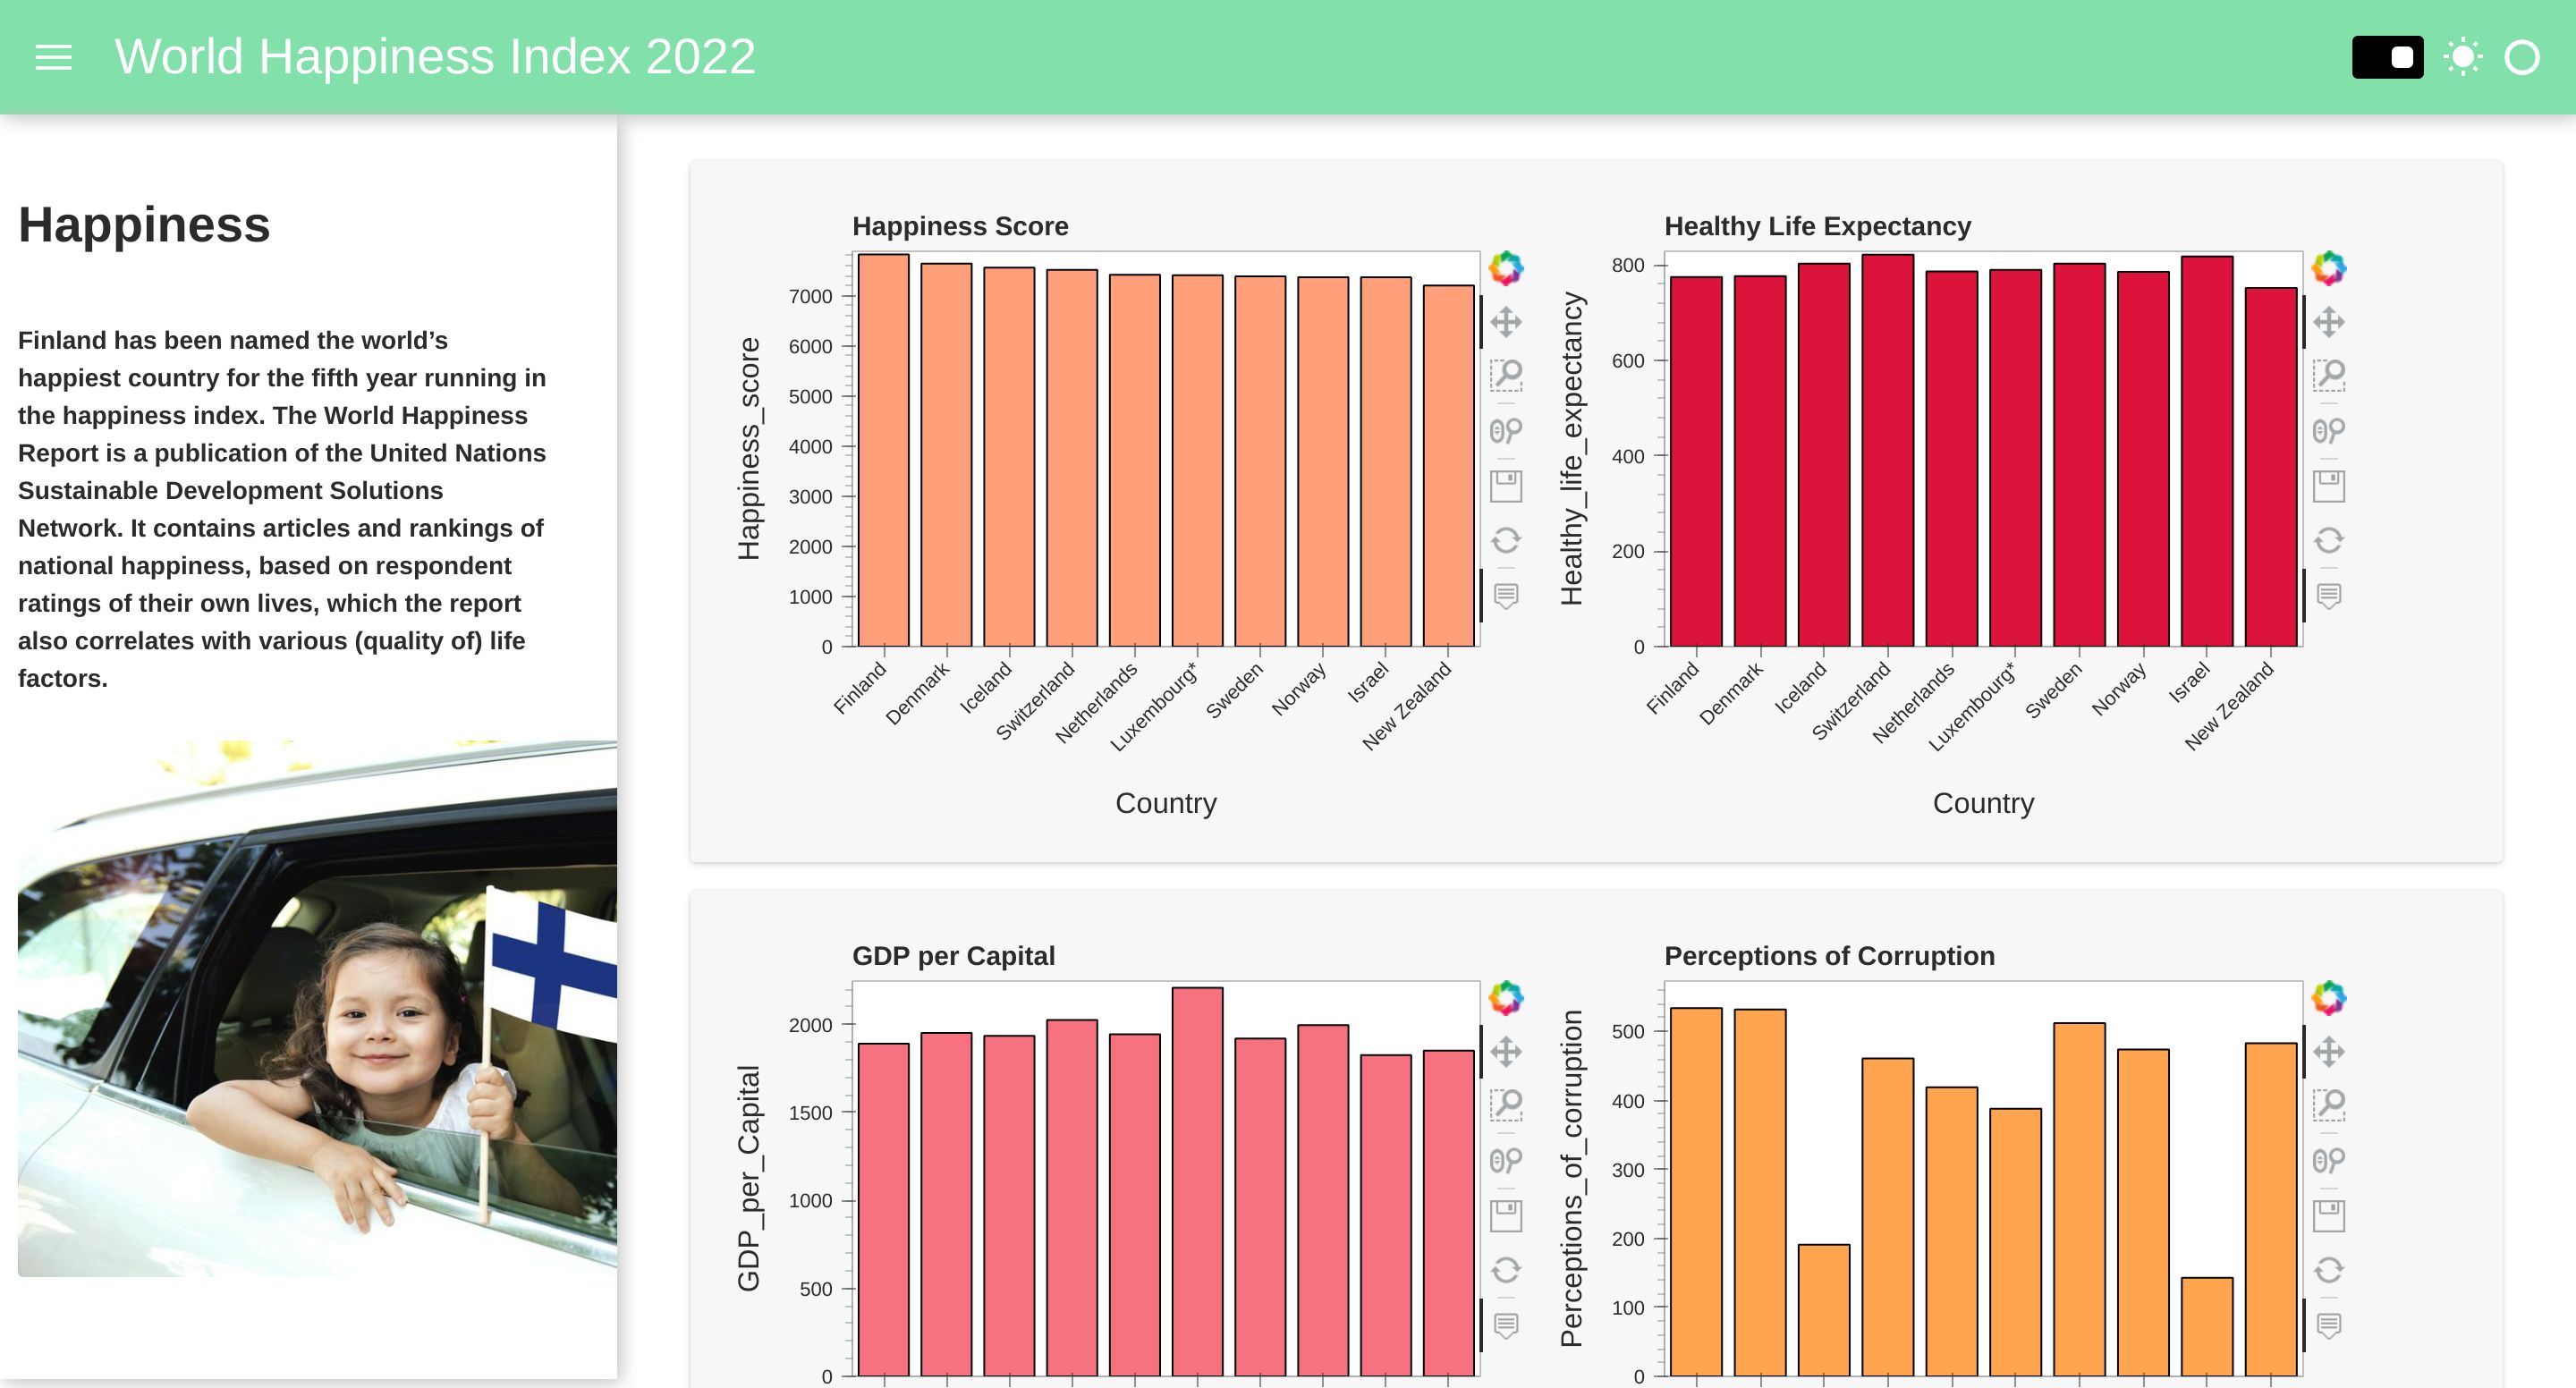 World Happiness Index 2022
Happiness
Finland has been named the world’s
happiest country for the fifth year running in
the happiness index. The World Happiness
Report is a publication of the United Nations
Sustainable Development Solutions
Network. It contains articles and rankings of
national happiness, based on respondent
ratings of their own lives, which the report
also correlates with various (quality of) life
factors.
Happiness Score
Happiness_score
7000
6000
5000
4000
3000
2000
1000
0
Finland
Denmark
Iceland
Switzerland
Netherlands
Luxembourg*
Sweden
Norway
Israel
New Zealand
Country
Healthy Life Expectancy
Healthy_life_expectancy
800
600
400
200
0
Finland
Denmark
Iceland
Switzerland
Netherlands
Luxembourg*
Sweden
Norway
Israel
New Zealand
Country
GDP per Capital
GDP_per_Capital
2000
1500
1000
500
0
Perceptions of Corruption
Perceptions_of_corruption
500
400
300
200
100
0